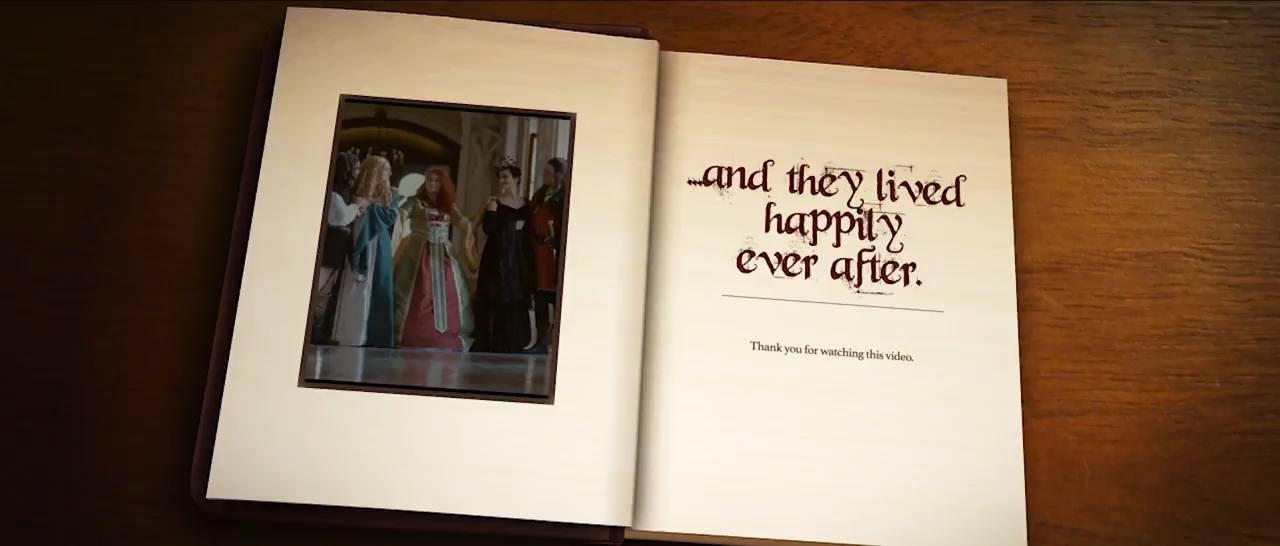 ...and they lived
happily
ever after.
Thank you for watching this video.